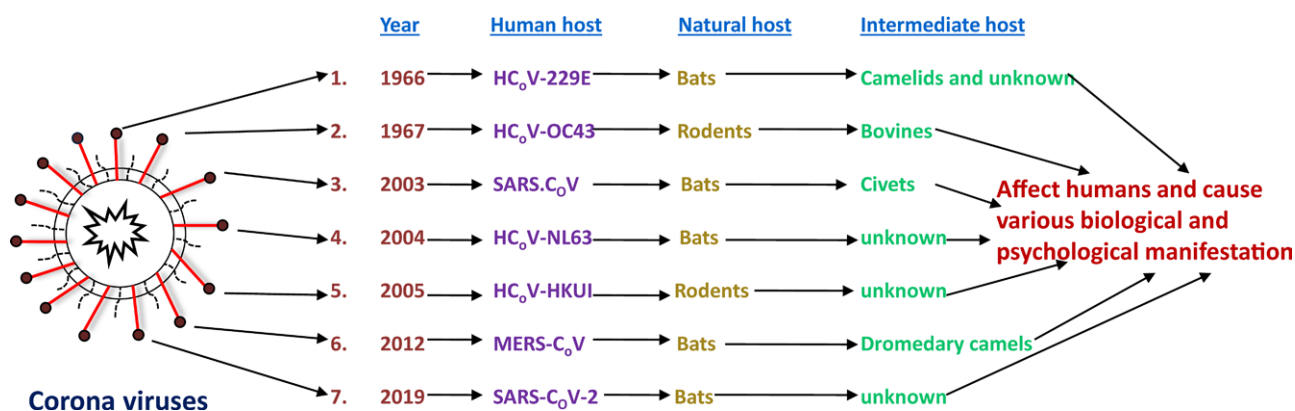 Year Human host Natural host Intermediate host
1. 1966 HCₒV-229E Bats Camelids and unknown
2. 1967 HCₒV-OC43 Rodents Bovines
3. 2003 SARS.CₒV Bats Civets
4. 2004 HCₒV-NL63 Bats unknown
5. 2005 HCₒV-HKUI Rodents unknown
6. 2012 MERS-CₒV Bats Dromedary camels
7. 2019 SARS-CₒV-2 Bats unknown
Affect humans and cause
various biological and
psychological manifestation
Corona viruses